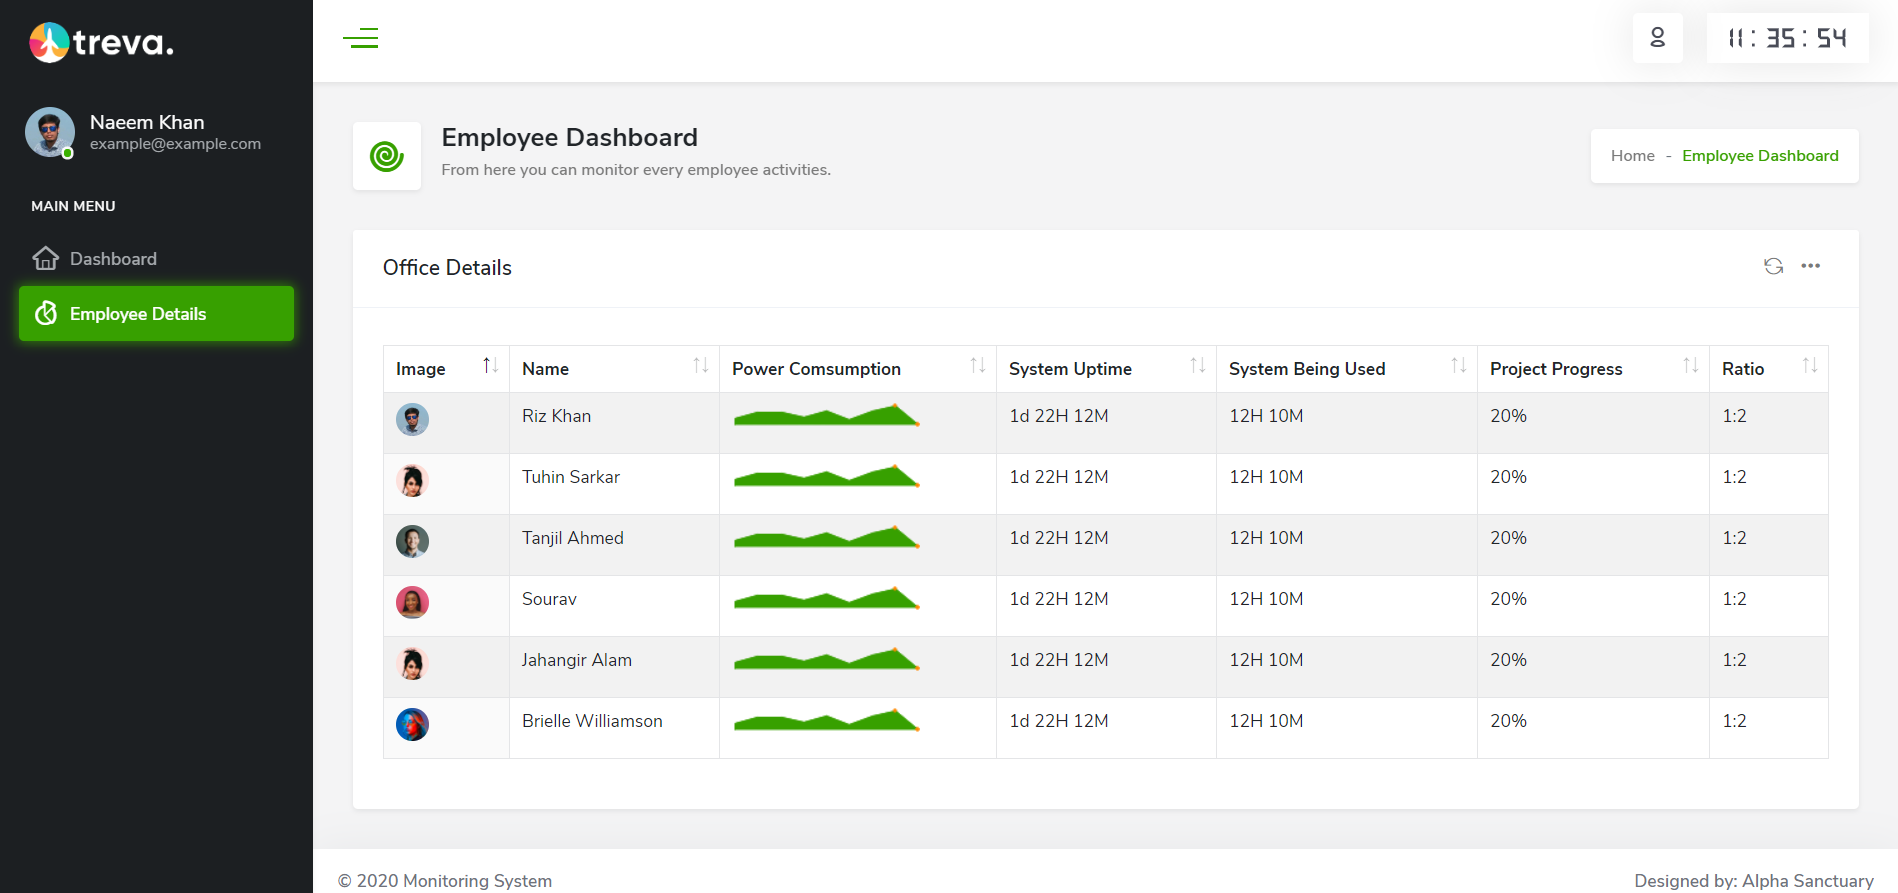 treva.
Naeem Khan
example@example.com
MAIN MENU
Dashboard
Employee Details
11 : 35 : 54
Employee Dashboard
From here you can monitor every employee activities.
Home - Employee Dashboard
Office Details
Image Name Power Comsumption System Uptime System Being Used Project Progress Ratio
Riz Khan 1d 22H 12M 12H 10M 20% 1:2
Tuhin Sarkar 1d 22H 12M 12H 10M 20% 1:2
Tanjil Ahmed 1d 22H 12M 12H 10M 20% 1:2
Sourav 1d 22H 12M 12H 10M 20% 1:2
Jahangir Alam 1d 22H 12M 12H 10M 20% 1:2
Brielle Williamson 1d 22H 12M 12H 10M 20% 1:2
© 2020 Monitoring System
Designed by: Alpha Sanctuary